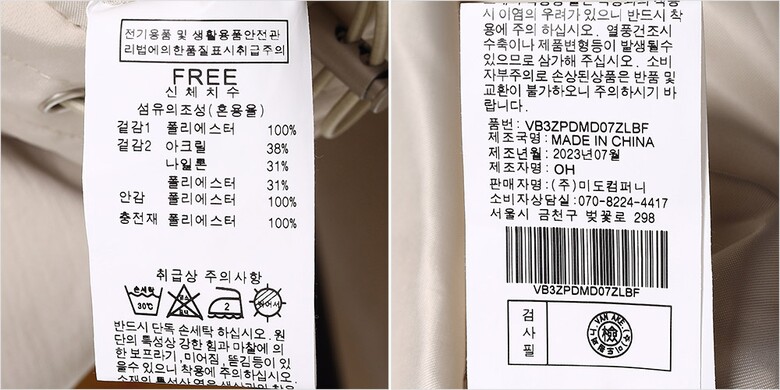 전기용품 및 생활용품안전관
리법에의한품질표시취급주의
FREE
신 체 치 수
섬유의조성(혼용율)
겉감1 폴리에스터 100%
겉감2 아크릴 38%
나일론 31%
폴리에스터 31%
안감 폴리에스터 100%
충전재 폴리에스터 100%
취급상 주의사항
손세탁
30℃
2
드라이
반드시 단독 손세탁 하십시오. 원
단의 특성상 강한 힘과 마찰에 의
한 보프라기, 미어짐, 뜯김등이 있
을수 있으니 착용에 주의하십시오.
시 이염의 우려가 있으니 반드시 착
용에 주의 하십시오. 열풍건조시
수축이나 제품변형등이 발생될수
있으므로 삼가해 주십시오. 소비
자부주의로 손상된상품은 반품 및
교환이 불가하오니 주의하시기 바
랍니다.
품번: VB3ZPDMD07ZLBF
제조국명: MADE IN CHINA
제조년월: 2023년07월
제조자명: OH
판매자명: (주)미도컴퍼니
소비자상담실:070-8224-4417
서울시 금천구 벚꽃로 298
VB3ZPDMD07ZLBF
검
사
필
檢